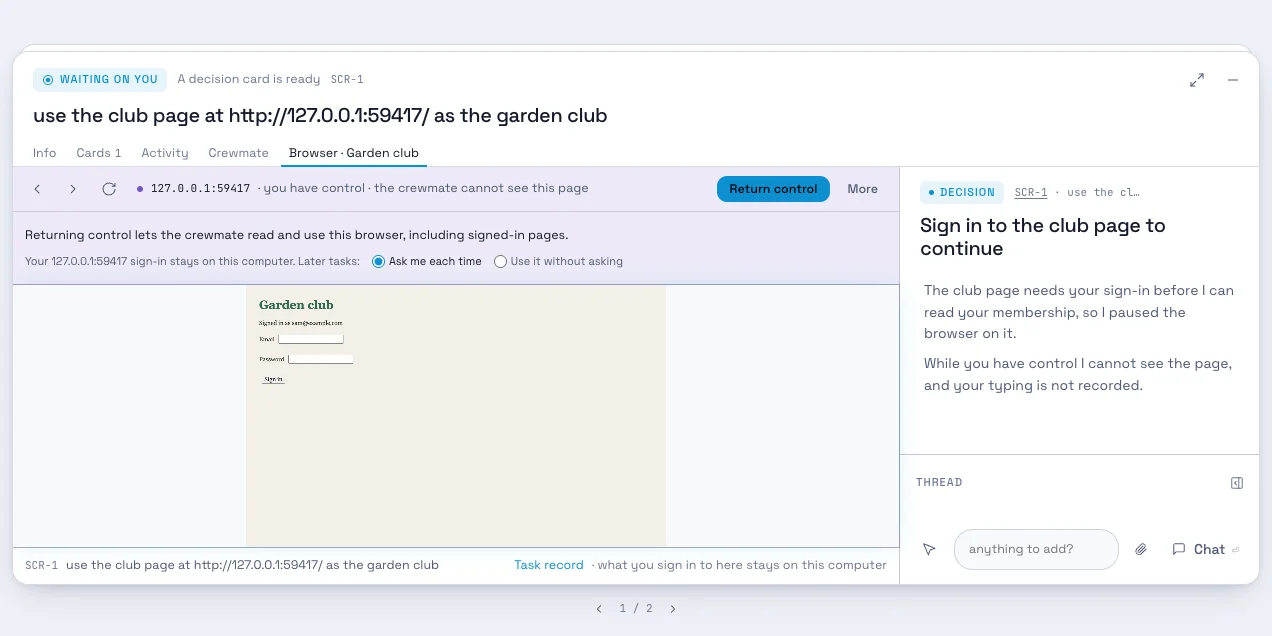 WAITING ON YOU A decision card is ready SCR-1
use the club page at http://127.0.0.1:59417/ as the garden club
Info Cards 1 Activity Crewmate Browser · Garden club
127.0.0.1:59417 · you have control · the crewmate cannot see this page Return control More
Returning control lets the crewmate read and use this browser, including signed-in pages.
Your 127.0.0.1:59417 sign-in stays on this computer. Later tasks: Ask me each time Use it without asking
Garden club
Signed in as sam@example.com
Email
Password
Sign in
SCR-1 use the club page at http://127.0.0.1:59417/ as the garden club Task record · what you sign in to here stays on this computer
DECISION SCR-1 · use the cl…
Sign in to the club page to
continue
The club page needs your sign-in before I can
read your membership, so I paused the
browser on it.
While you have control I cannot see the page,
and your typing is not recorded.
THREAD
anything to add? Chat
1 / 2